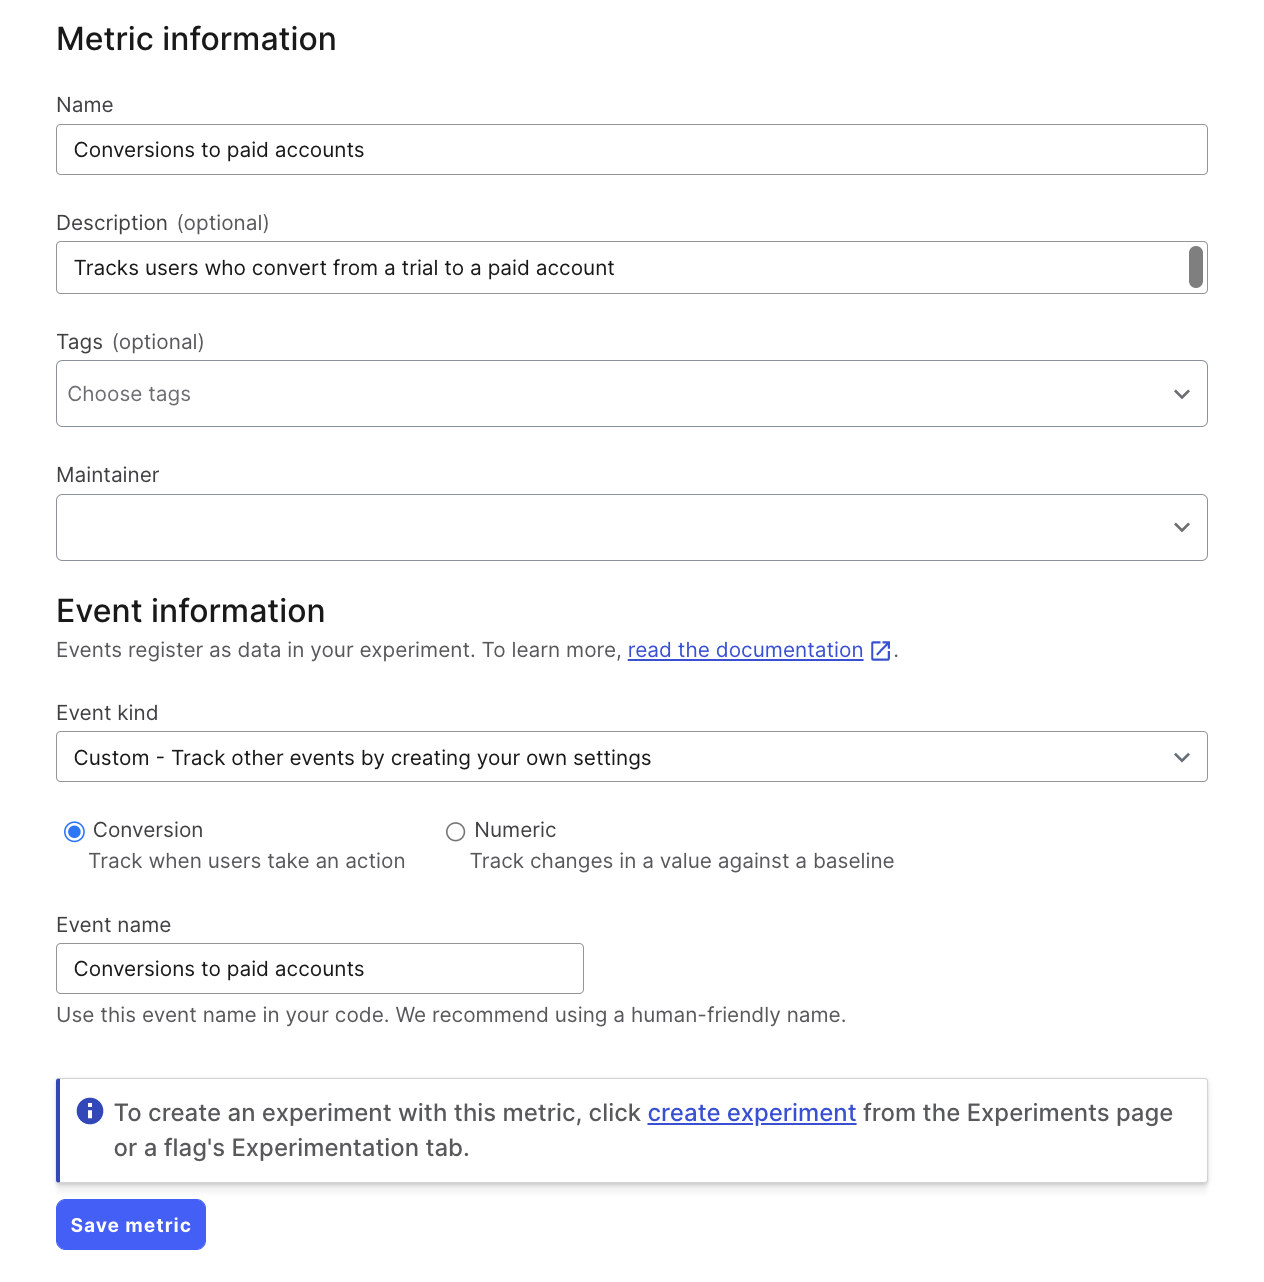 Metric information
Name
Conversions to paid accounts
Description (optional)
Tracks users who convert from a trial to a paid account
Tags (optional)
Choose tags
Maintainer
Event information
Events register as data in your experiment. To learn more, read the documentation.
Event kind
Custom - Track other events by creating your own settings
Conversion Numeric
Track when users take an action Track changes in a value against a baseline
Event name
Conversions to paid accounts
Use this event name in your code. We recommend using a human-friendly name.
To create an experiment with this metric, click create experiment from the Experiments page
or a flag's Experimentation tab.
Save metric